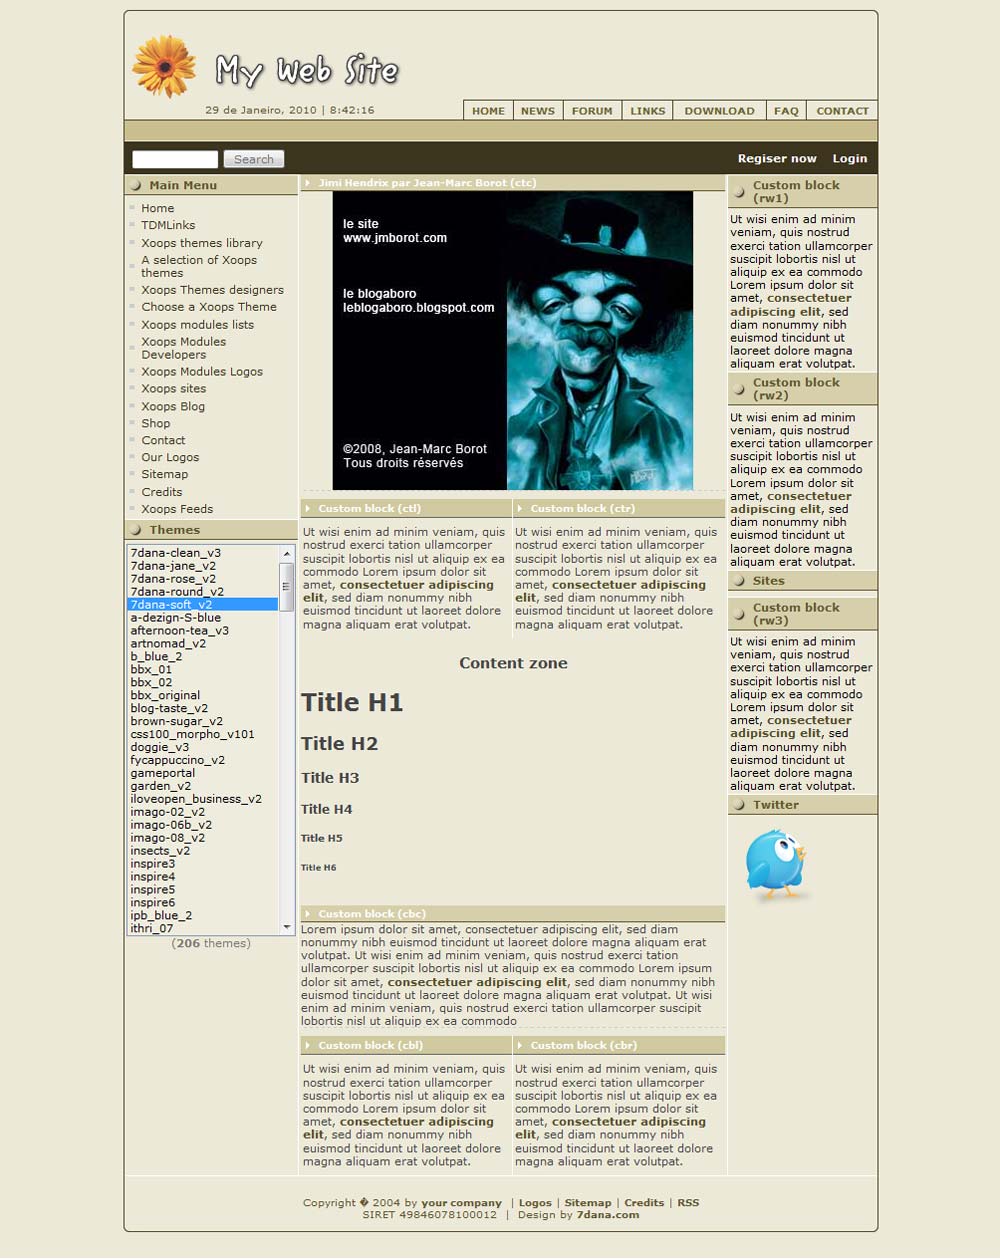 My Web Site
29 de Janeiro, 2010 | 8:42:16
HOME NEWS FORUM LINKS DOWNLOAD FAQ CONTACT
Search
Regiser now Login
Main Menu
Home
TDMLinks
Xoops themes library
A selection of Xoops
themes
Xoops Themes designers
Choose a Xoops Theme
Xoops modules lists
Xoops Modules
Developers
Xoops Modules Logos
Xoops sites
Xoops Blog
Shop
Contact
Our Logos
Sitemap
Credits
Xoops Feeds
Themes
7dana-clean_v3
7dana-jane_v2
7dana-rose_v2
7dana-round_v2
7dana-soft_v2
a-dezign-S-blue
afternoon-tea_v3
artnomad_v2
b_blue_2
bbx_01
bbx_02
bbx_original
blog-taste_v2
brown-sugar_v2
css100_morpho_v101
doggie_v3
fycappuccino_v2
gameportal
garden_v2
iloveopen_business_v2
imago-02_v2
imago-06b_v2
imago-08_v2
insects_v2
inspire3
inspire4
inspire5
inspire6
ipb_blue_2
ithri_07
(206 themes)
Jimi Hendrix par Jean-Marc Borot (ctc)
le site
www.jmborot.com
le blogaboro
leblogaboro.blogspot.com
©2008, Jean-Marc Borot
Tous droits réservés
Custom block (ctl)
Ut wisi enim ad minim veniam, quis
nostrud exerci tation ullamcorper
suscipit lobortis nisl ut aliquip ex ea
commodo Lorem ipsum dolor sit
amet, consectetuer adipiscing
elit, sed diam nonummy nibh
euismod tincidunt ut laoreet dolore
magna aliquam erat volutpat.
Custom block (ctr)
Ut wisi enim ad minim veniam, quis
nostrud exerci tation ullamcorper
suscipit lobortis nisl ut aliquip ex ea
commodo Lorem ipsum dolor sit
amet, consectetuer adipiscing
elit, sed diam nonummy nibh
euismod tincidunt ut laoreet dolore
magna aliquam erat volutpat.
Content zone
Title H1
Title H2
Title H3
Title H4
Title H5
Title H6
Custom block (cbc)
Lorem ipsum dolor sit amet, consectetuer adipiscing elit, sed diam
nonummy nibh euismod tincidunt ut laoreet dolore magna aliquam erat
volutpat. Ut wisi enim ad minim veniam, quis nostrud exerci tation
ullamcorper suscipit lobortis nisl ut aliquip ex ea commodo Lorem ipsum
dolor sit amet, consectetuer adipiscing elit, sed diam nonummy nibh
euismod tincidunt ut laoreet dolore magna aliquam erat volutpat. Ut wisi
enim ad minim veniam, quis nostrud exerci tation ullamcorper suscipit
lobortis nisl ut aliquip ex ea commodo
Custom block (cbl)
Ut wisi enim ad minim veniam, quis
nostrud exerci tation ullamcorper
suscipit lobortis nisl ut aliquip ex ea
commodo Lorem ipsum dolor sit
amet, consectetuer adipiscing
elit, sed diam nonummy nibh
euismod tincidunt ut laoreet dolore
magna aliquam erat volutpat.
Custom block (cbr)
Ut wisi enim ad minim veniam, quis
nostrud exerci tation ullamcorper
suscipit lobortis nisl ut aliquip ex ea
commodo Lorem ipsum dolor sit
amet, consectetuer adipiscing
elit, sed diam nonummy nibh
euismod tincidunt ut laoreet dolore
magna aliquam erat volutpat.
Custom block
(rw1)
Ut wisi enim ad minim
veniam, quis nostrud
exerci tation ullamcorper
suscipit lobortis nisl ut
aliquip ex ea commodo
Lorem ipsum dolor sit
amet, consectetuer
adipiscing elit, sed
diam nonummy nibh
euismod tincidunt ut
laoreet dolore magna
aliquam erat volutpat.
Custom block
(rw2)
Ut wisi enim ad minim
veniam, quis nostrud
exerci tation ullamcorper
suscipit lobortis nisl ut
aliquip ex ea commodo
Lorem ipsum dolor sit
amet, consectetuer
adipiscing elit, sed
diam nonummy nibh
euismod tincidunt ut
laoreet dolore magna
aliquam erat volutpat.
Sites
Custom block
(rw3)
Ut wisi enim ad minim
veniam, quis nostrud
exerci tation ullamcorper
suscipit lobortis nisl ut
aliquip ex ea commodo
Lorem ipsum dolor sit
amet, consectetuer
adipiscing elit, sed
diam nonummy nibh
euismod tincidunt ut
laoreet dolore magna
aliquam erat volutpat.
Twitter
Copyright � 2004 by your company | Logos | Sitemap | Credits | RSS
SIRET 49846078100012 | Design by 7dana.com